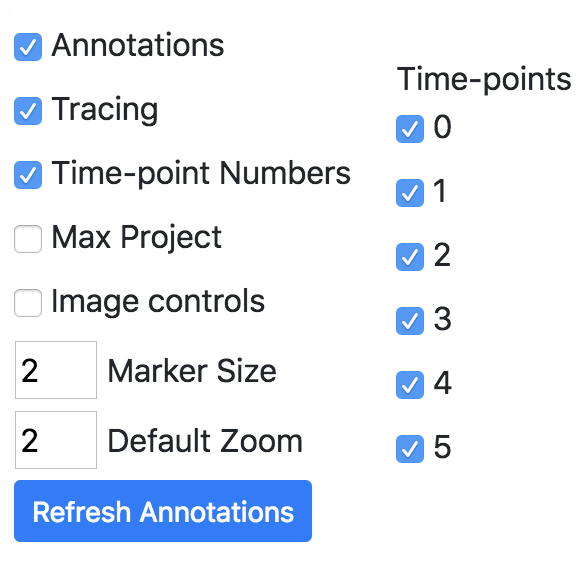 Annotations
Tracing
Time-point Numbers
Max Project
Image controls
2 Marker Size
2 Default Zoom
Refresh Annotations
Time-points
0
1
2
3
4
5